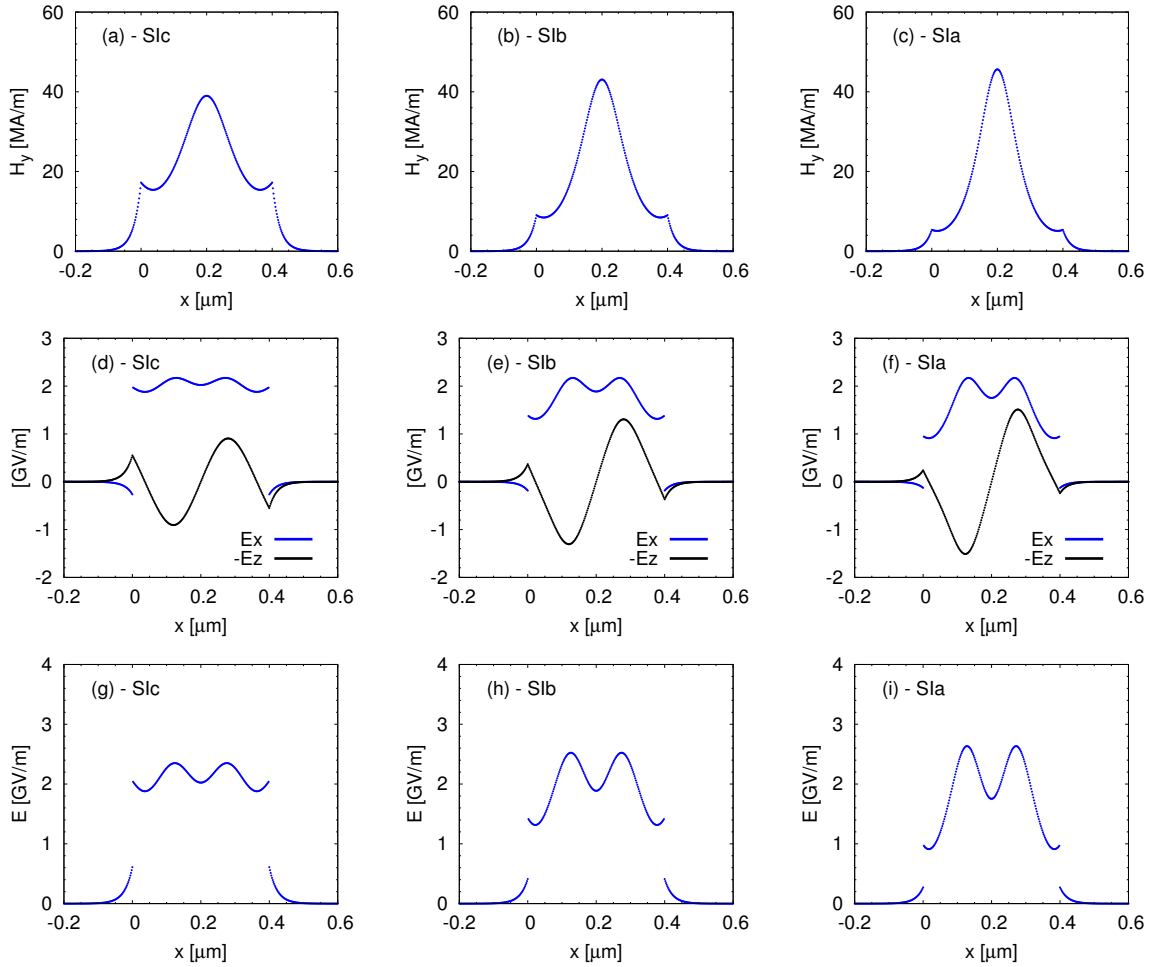 (a) - SIc
60
40
20
0
H_y [MA/m]
-0.2 0 0.2 0.4 0.6
x [μm]
(b) - SIb
60
40
20
0
H_y [MA/m]
-0.2 0 0.2 0.4 0.6
x [μm]
(c) - SIa
60
40
20
0
H_y [MA/m]
-0.2 0 0.2 0.4 0.6
x [μm]
(d) - SIc
3
2
1
0
-1
-2
[GV/m]
Ex
-Ez
-0.2 0 0.2 0.4 0.6
x [μm]
(e) - SIb
3
2
1
0
-1
-2
[GV/m]
Ex
-Ez
-0.2 0 0.2 0.4 0.6
x [μm]
(f) - SIa
3
2
1
0
-1
-2
[GV/m]
Ex
-Ez
-0.2 0 0.2 0.4 0.6
x [μm]
(g) - SIc
4
3
2
1
0
E [GV/m]
-0.2 0 0.2 0.4 0.6
x [μm]
(h) - SIb
4
3
2
1
0
E [GV/m]
-0.2 0 0.2 0.4 0.6
x [μm]
(i) - SIa
4
3
2
1
0
E [GV/m]
-0.2 0 0.2 0.4 0.6
x [μm]